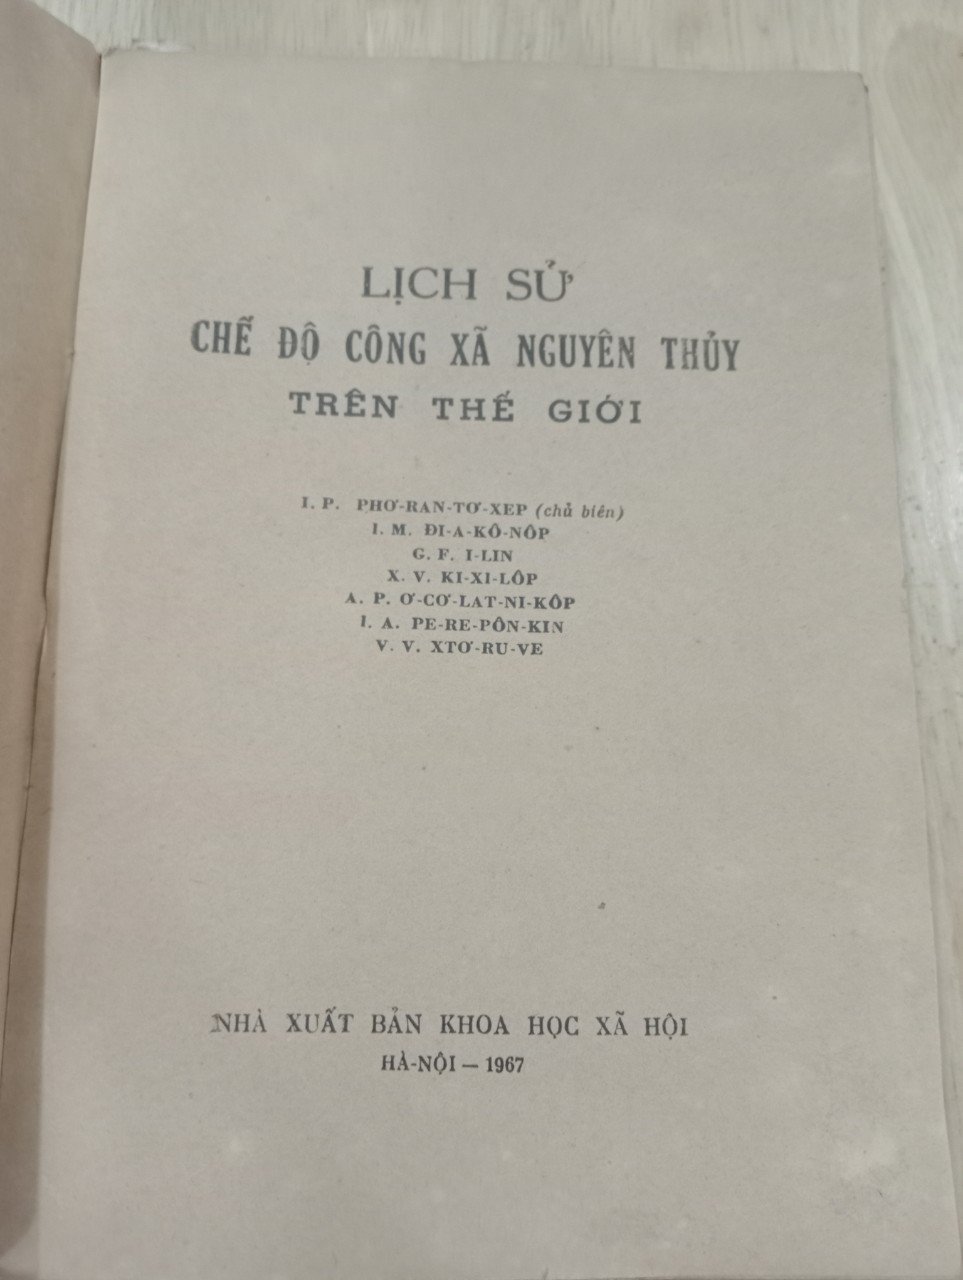 LỊCH SỬ
CHẾ ĐỘ CÔNG XÃ NGUYÊN THỦY
TRÊN THẾ GIỚI
I. P. PHƠ-RAN-TƠ-XEP (chủ biên)
I. M. ĐI-A-KÔ-NÔP
G. F. I-LIN
X. V. KI-XI-LÔP
A. P. Ơ-CƠ-LAT-NI-KÔP
I. A. PE-RE-PÔN-KIN
V. V. XTƠ-RU-VE
NHÀ XUẤT BẢN KHOA HỌC XÃ HỘI
HÀ-NỘI — 1967